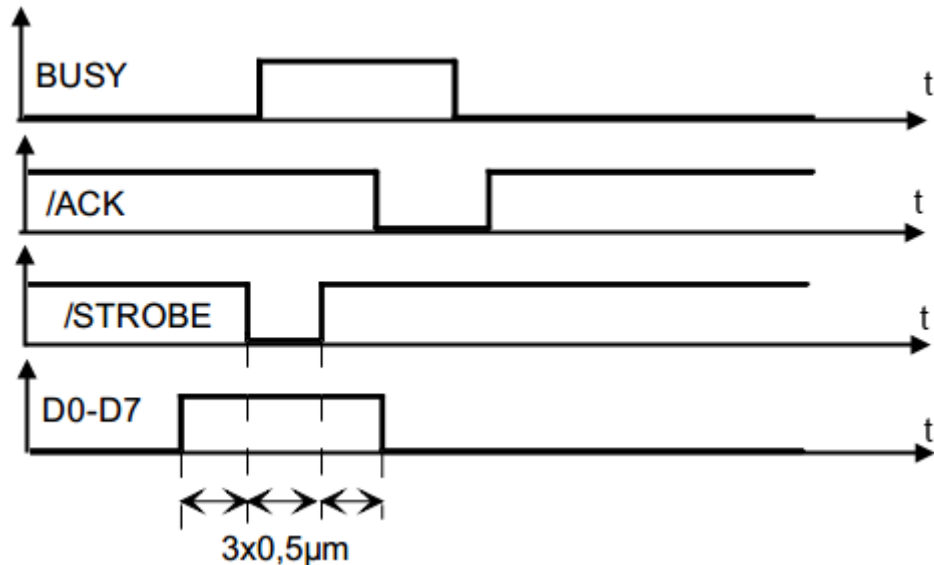 BUSY
t
/ACK
t
/STROBE
t
D0-D7
t
3x0,5µm